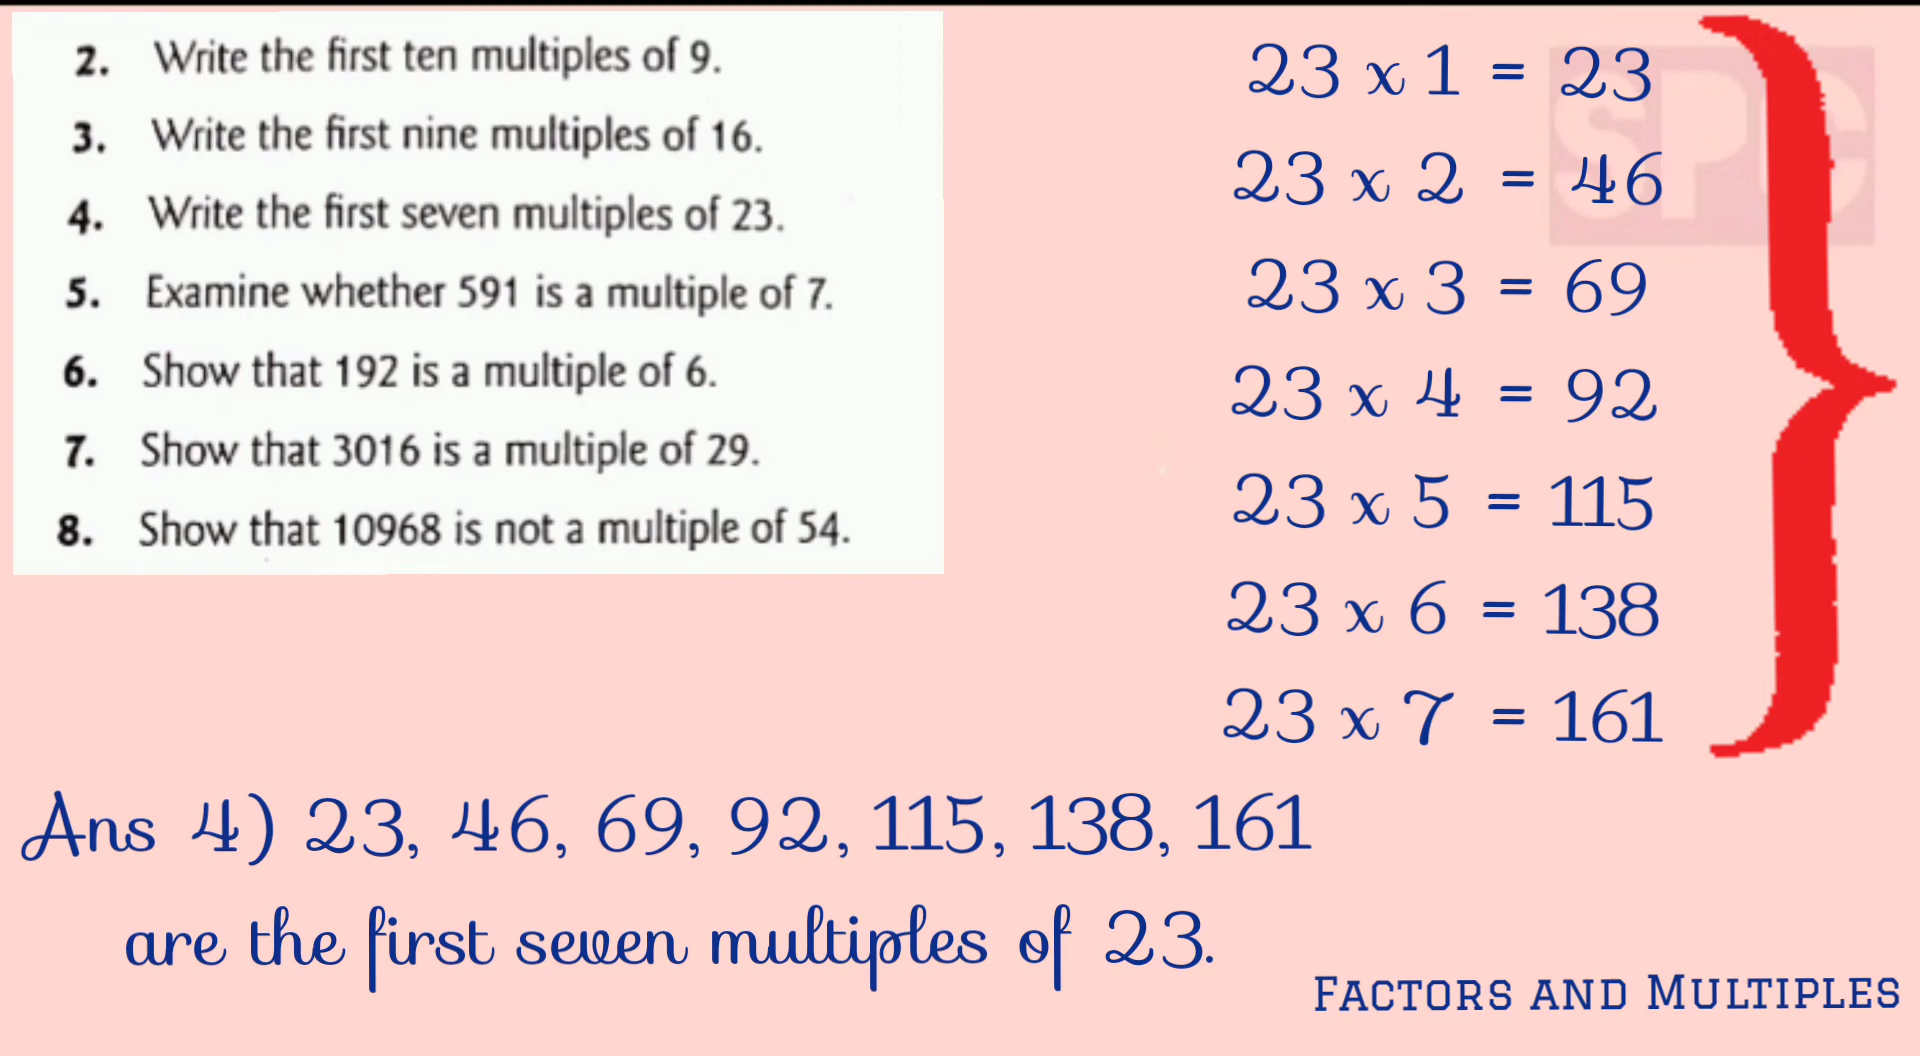 2. Write the first ten multiples of 9.
3. Write the first nine multiples of 16.
4. Write the first seven multiples of 23.
5. Examine whether 591 is a multiple of 7.
6. Show that 192 is a multiple of 6.
7. Show that 3016 is a multiple of 29.
8. Show that 10968 is not a multiple of 54.
SPC
23 x 1 = 23
23 x 2 = 46
23 x 3 = 69
23 x 4 = 92
23 x 5 = 115
23 x 6 = 138
23 x 7 = 161
Ans 4) 23, 46, 69, 92, 115, 138, 161
are the first seven multiples of 23.
FACTORS AND MULTIPLES